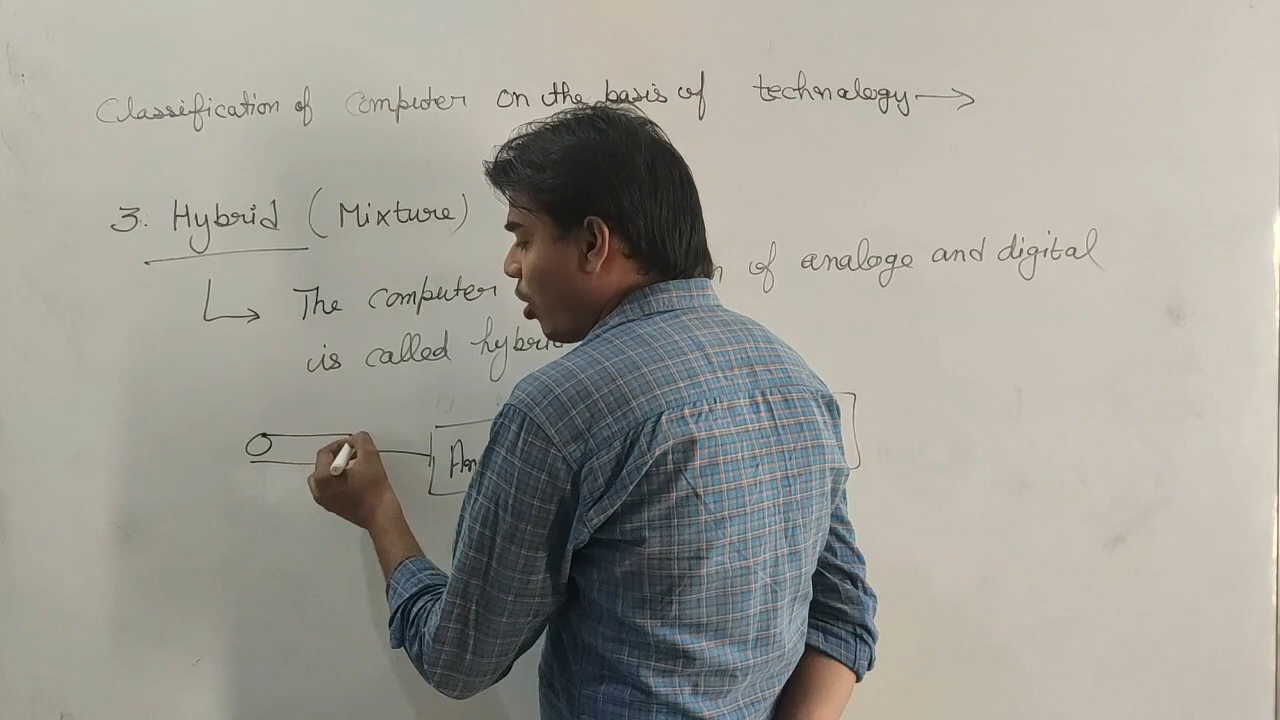 Classification of Computer on the basis of technology →
3. Hybrid (Mixture)
The computer of analoge and digital
is called hybrid